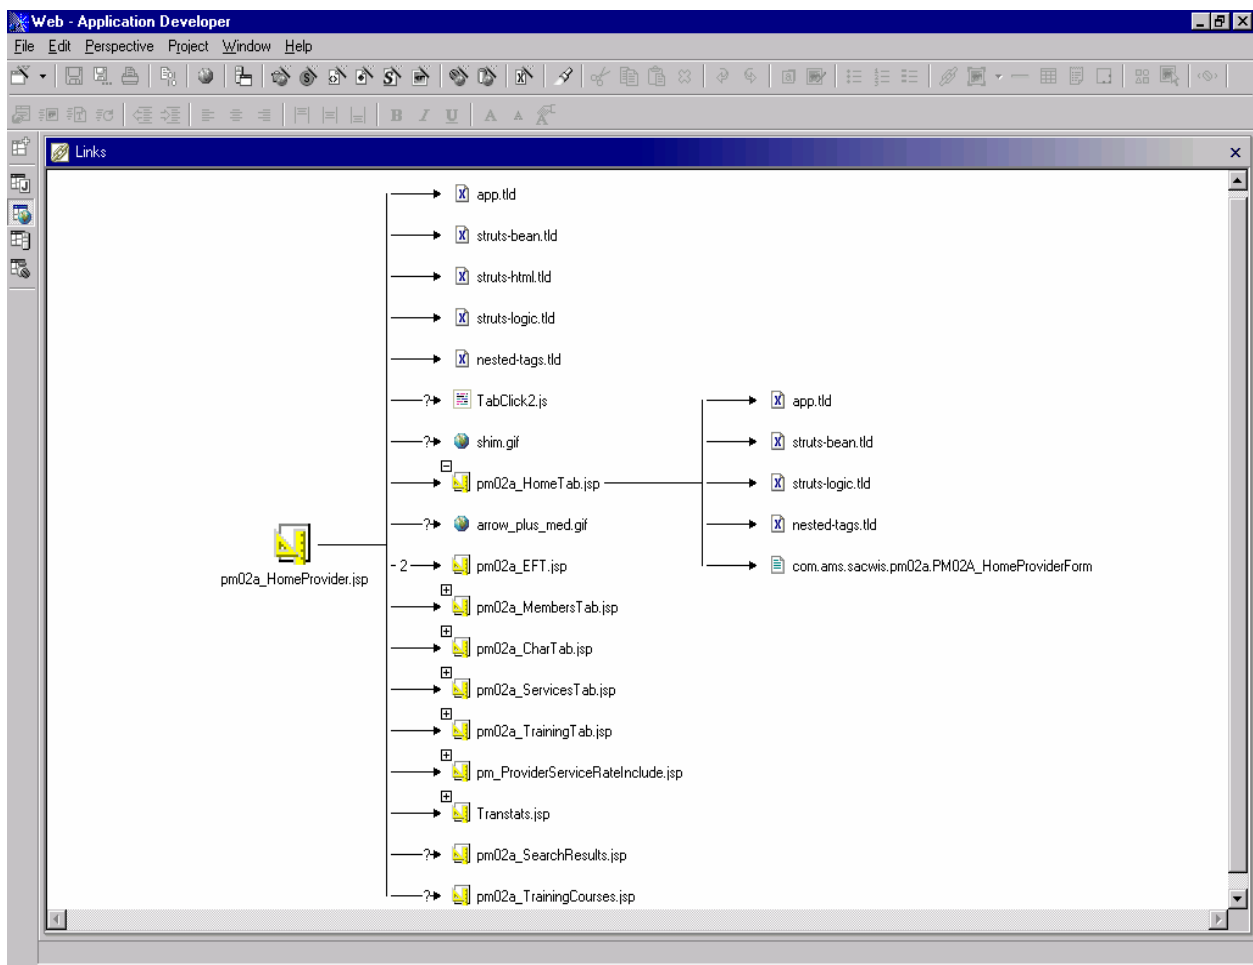 Web - Application Developer
File Edit Perspective Project Window Help
Links
app.tld
struts-bean.tld
struts-html.tld
struts-logic.tld
nested-tags.tld
? TabClick2.js app.tld
? shim.gif struts-bean.tld
pm02a_HomeTab.jsp struts-logic.tld
? arrow_plus_med.gif nested-tags.tld
2 pm02a_EFT.jsp com.ams.sacwis.pm02a.PM02A_HomeProviderForm
pm02a_HomeProvider.jsp
pm02a_MembersTab.jsp
pm02a_CharTab.jsp
pm02a_ServicesTab.jsp
pm02a_TrainingTab.jsp
pm_ProviderServiceRateInclude.jsp
Transtats.jsp
? pm02a_SearchResults.jsp
? pm02a_TrainingCourses.jsp